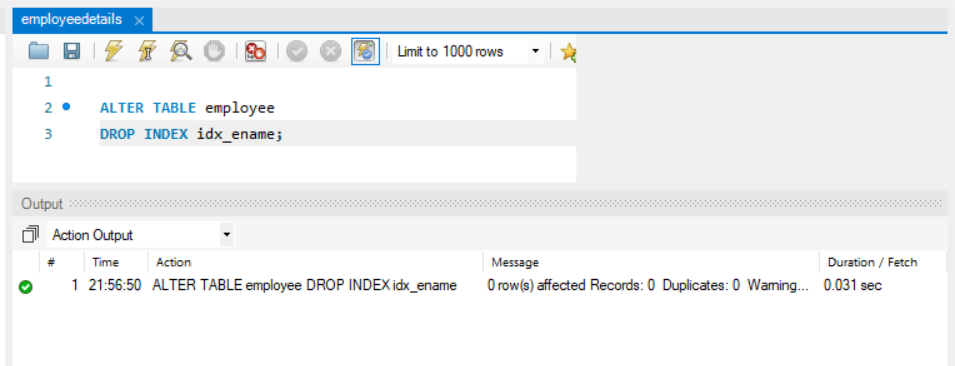 employeedetails ×
Limit to 1000 rows
1
2 ALTER TABLE employee
3 DROP INDEX idx_ename;
Output
Action Output
# Time Action Message Duration / Fetch
1 21:56:50 ALTER TABLE employee DROP INDEX idx_ename 0 row(s) affected Records: 0 Duplicates: 0 Warning... 0.031 sec